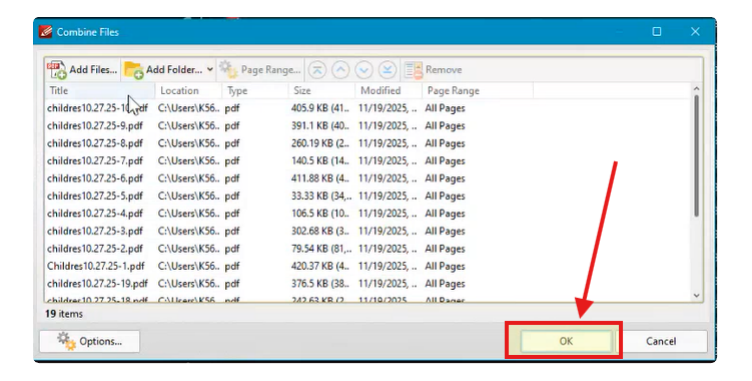 Combine Files
Add Files... Add Folder... Page Range... Remove
Title Location Type Size Modified Page Range
childres10.27.25-10.pdf C:\Users\K56.. pdf 405.9 KB (41.. 11/19/2025, .. All Pages
childres10.27.25-9.pdf C:\Users\K56.. pdf 391.1 KB (40.. 11/19/2025, .. All Pages
childres10.27.25-8.pdf C:\Users\K56.. pdf 260.19 KB (2.. 11/19/2025, .. All Pages
childres10.27.25-7.pdf C:\Users\K56.. pdf 140.5 KB (14.. 11/19/2025, .. All Pages
childres10.27.25-6.pdf C:\Users\K56.. pdf 411.88 KB (4.. 11/19/2025, .. All Pages
childres10.27.25-5.pdf C:\Users\K56.. pdf 33.33 KB (34,.. 11/19/2025, .. All Pages
childres10.27.25-4.pdf C:\Users\K56.. pdf 106.5 KB (10.. 11/19/2025, .. All Pages
childres10.27.25-3.pdf C:\Users\K56.. pdf 302.68 KB (3.. 11/19/2025, .. All Pages
childres10.27.25-2.pdf C:\Users\K56.. pdf 79.54 KB (81,.. 11/19/2025, .. All Pages
Childres10.27.25-1.pdf C:\Users\K56.. pdf 420.37 KB (4.. 11/19/2025, .. All Pages
childres10.27.25-19.pdf C:\Users\K56.. pdf 376.5 KB (38.. 11/19/2025, .. All Pages
childres10.27.25-18.pdf C:\Users\K56.. pdf 242.63 KB (2.. 11/19/2025, .. All Pages
19 items
Options... OK Cancel